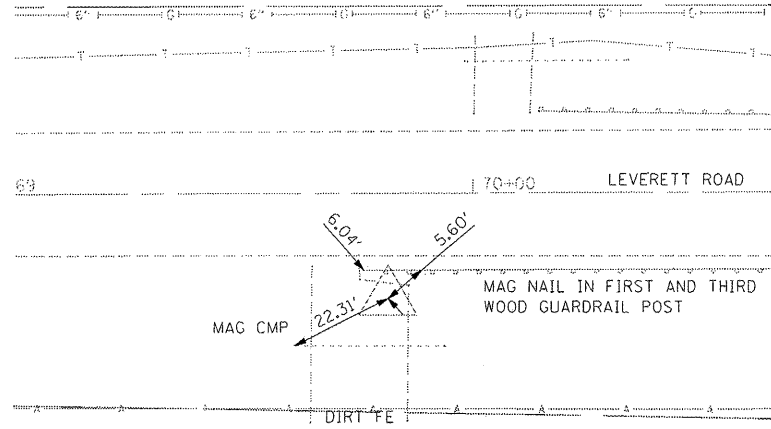 6" G 6" G 6" G 6" G
T T T T T T T T
69
70+00
LEVERETT ROAD
6.04'
5.60'
MAG NAIL IN FIRST AND THIRD
WOOD GUARDRAIL POST
22.31'
MAG CMP
DIRT FE